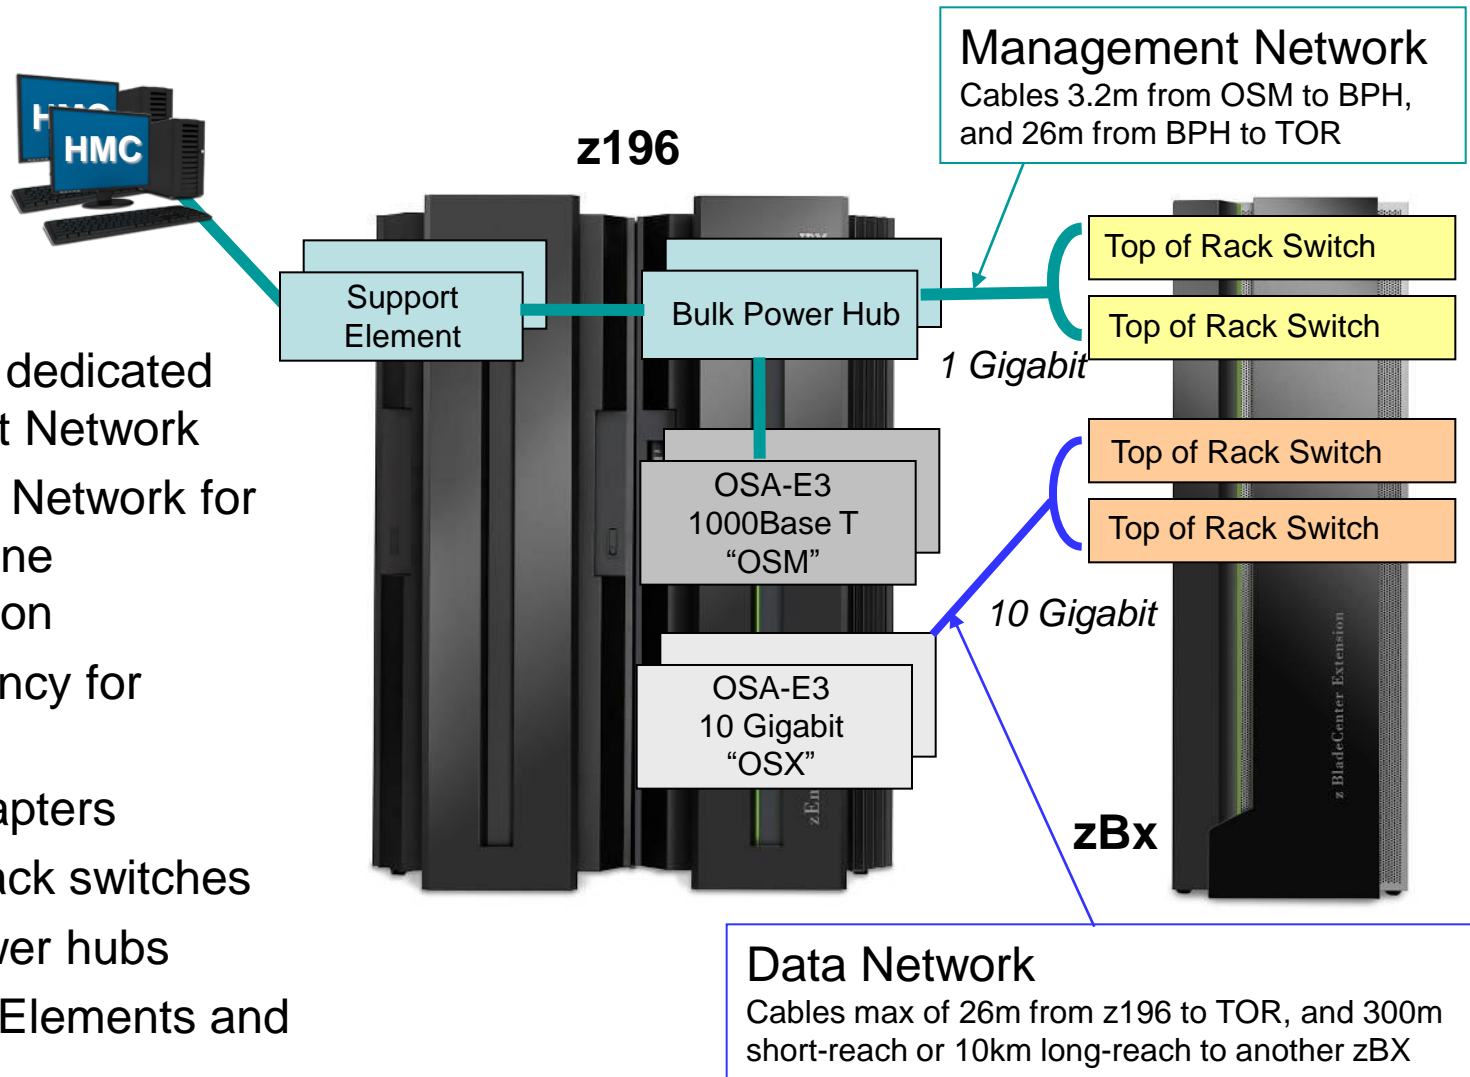 Management Network
Cables 3.2m from OSM to BPH,
and 26m from BPH to TOR
HMC
HMC
z196
Top of Rack Switch
Support
Element
Bulk Power Hub
Top of Rack Switch
1 Gigabit
dedicated
t Network
Network for
ne
on
ncy for
apters
ack switches
wer hubs
Elements and
OSA-E3
1000Base T
“OSM”
Top of Rack Switch
Top of Rack Switch
10 Gigabit
OSA-E3
10 Gigabit
“OSX”
z BladeCenter Extension
zBx
Data Network
Cables max of 26m from z196 to TOR, and 300m
short-reach or 10km long-reach to another zBX